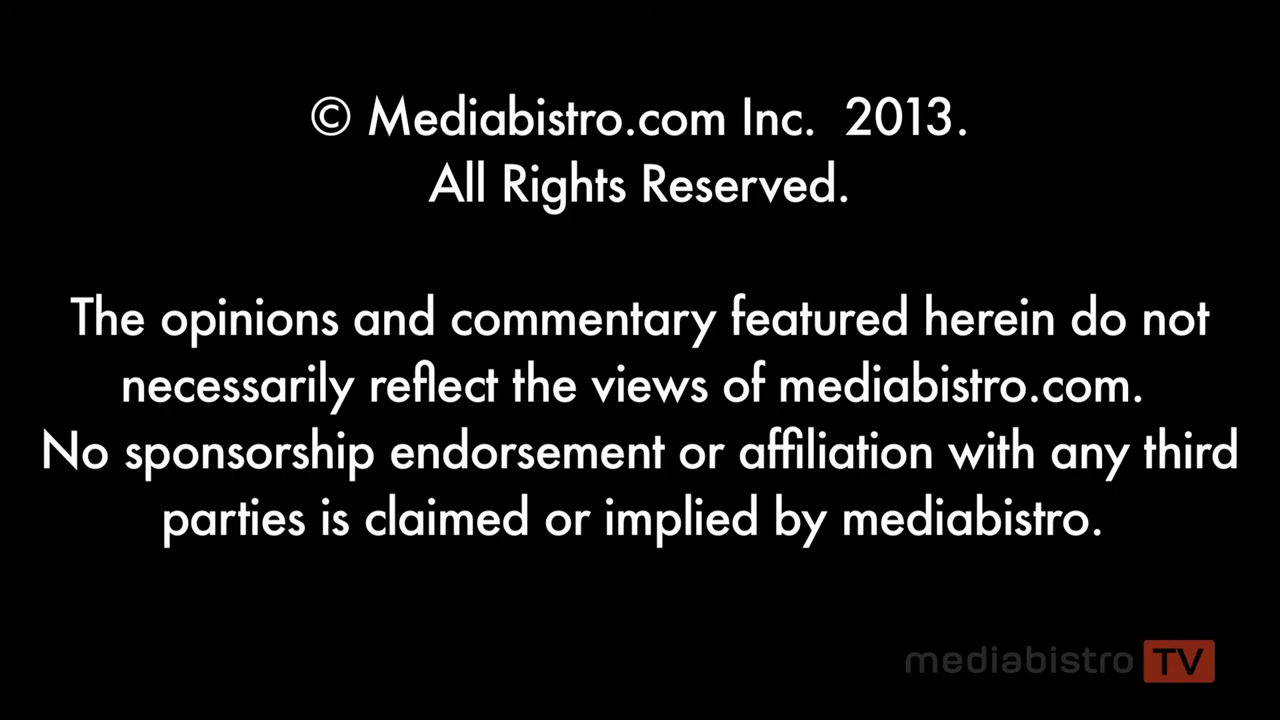 © Mediabistro.com Inc.  2013.
All Rights Reserved.
The opinions and commentary featured herein do not
necessarily reflect the views of mediabistro.com.
No sponsorship endorsement or affiliation with any third
parties is claimed or implied by mediabistro.
mediabistro TV